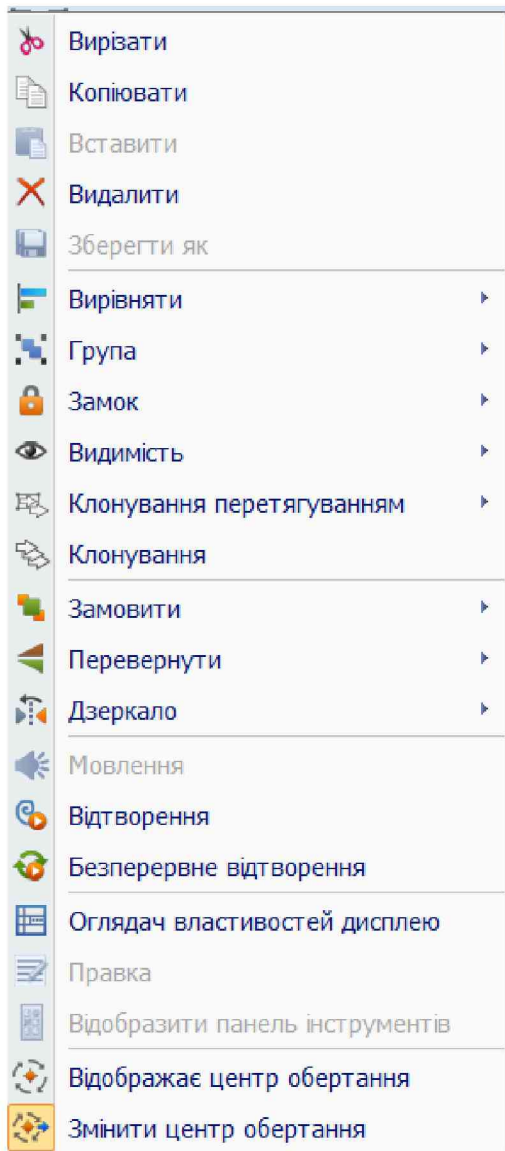 Вирізати
Копіювати
Вставити
Видалити
Зберегти як
Вирівняти
Група
Замок
Видимість
Клонування перетягуванням
Клонування
Замовити
Перевернути
Дзеркало
Мовлення
Відтворення
Безперервне відтворення
Оглядач властивостей дисплею
Правка
Відобразити панель інструментів
Відображає центр обертання
Змінити центр обертання